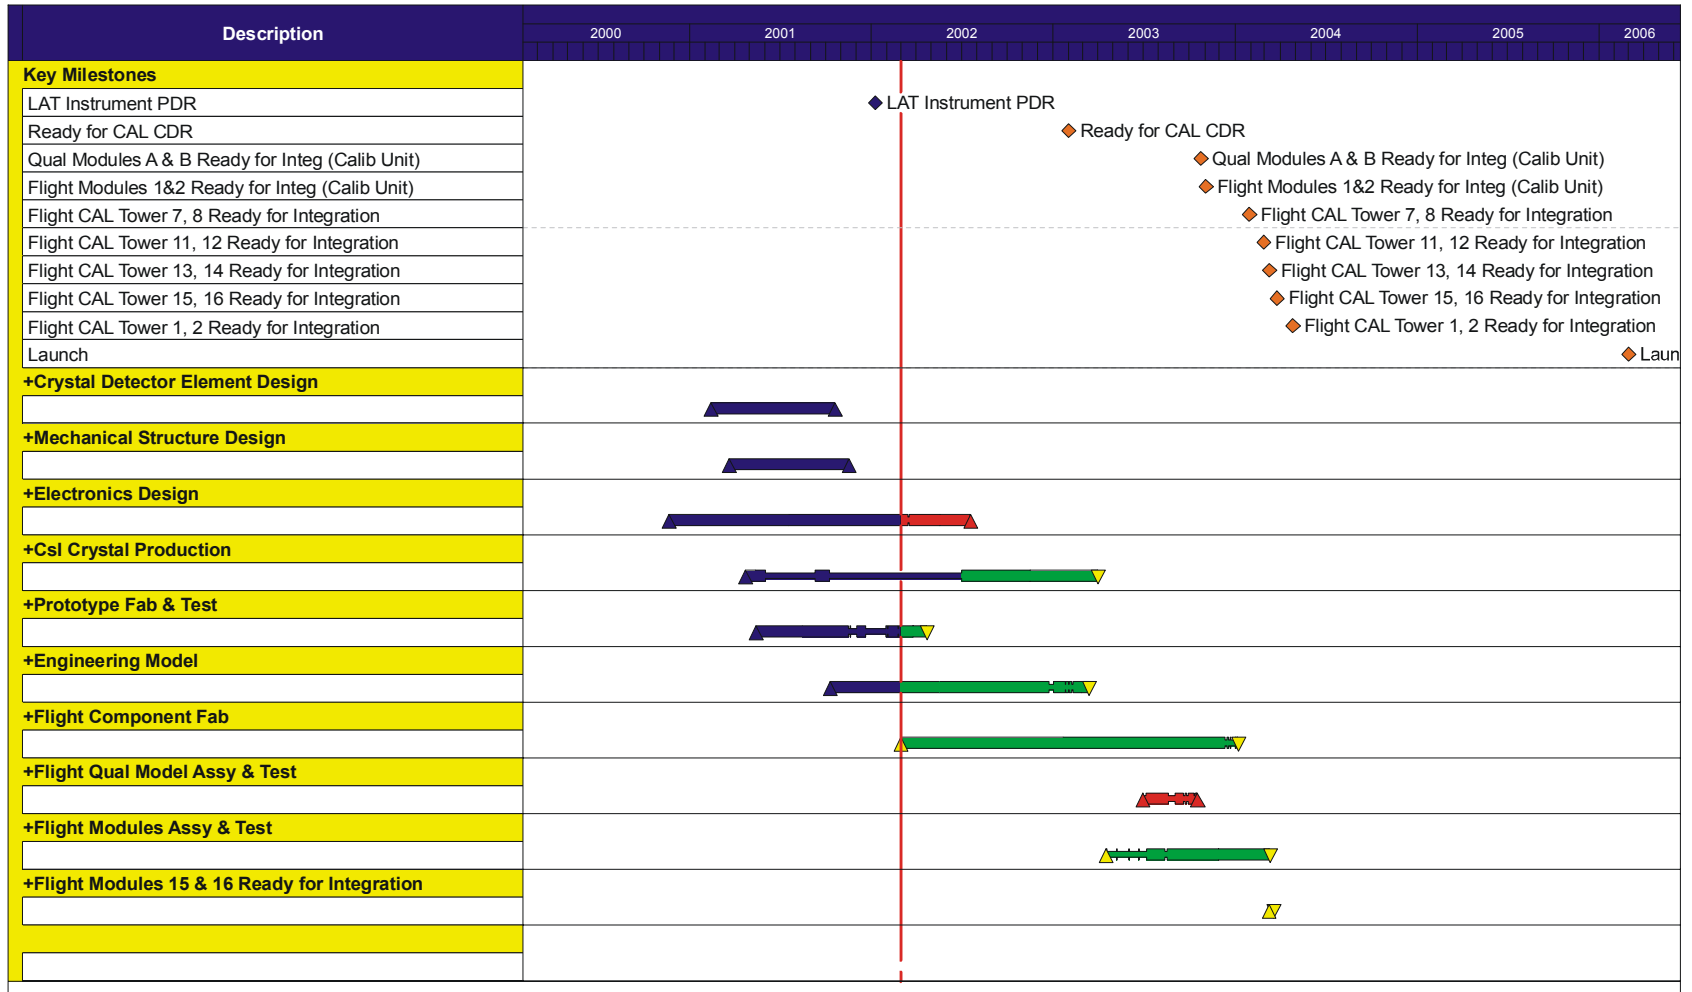 Description
2000 2001 2002 2003 2004 2005 2006
Key Milestones
LAT Instrument PDR ◆ LAT Instrument PDR
Ready for CAL CDR ◆ Ready for CAL CDR
Qual Modules A & B Ready for Integ (Calib Unit) ◆ Qual Modules A & B Ready for Integ (Calib Unit)
Flight Modules 1&2 Ready for Integ (Calib Unit) ◆ Flight Modules 1&2 Ready for Integ (Calib Unit)
Flight CAL Tower 7, 8 Ready for Integration ◆ Flight CAL Tower 7, 8 Ready for Integration
Flight CAL Tower 11, 12 Ready for Integration ◆ Flight CAL Tower 11, 12 Ready for Integration
Flight CAL Tower 13, 14 Ready for Integration ◆ Flight CAL Tower 13, 14 Ready for Integration
Flight CAL Tower 15, 16 Ready for Integration ◆ Flight CAL Tower 15, 16 Ready for Integration
Flight CAL Tower 1, 2 Ready for Integration ◆ Flight CAL Tower 1, 2 Ready for Integration
Launch ◆ Laun
+Crystal Detector Element Design
+Mechanical Structure Design
+Electronics Design
+CsI Crystal Production
+Prototype Fab & Test
+Engineering Model
+Flight Component Fab
+Flight Qual Model Assy & Test
+Flight Modules Assy & Test
+Flight Modules 15 & 16 Ready for Integration